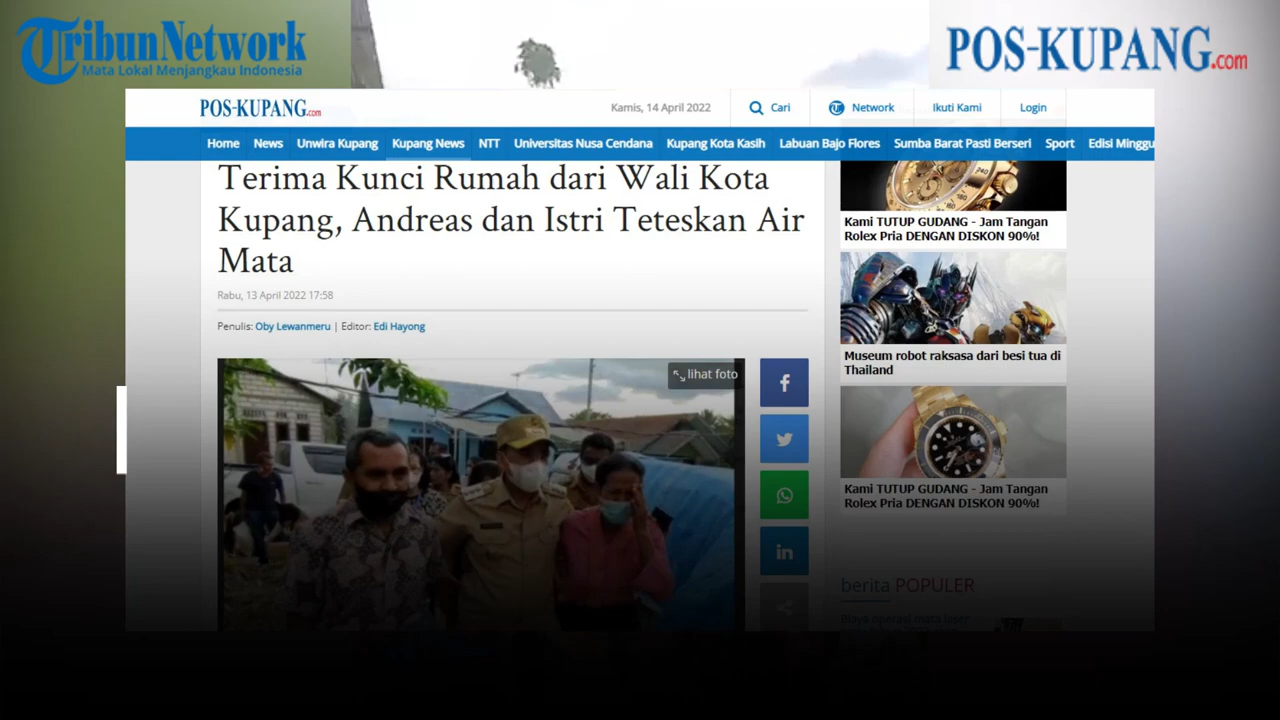 TribunNetwork
Mata Lokal Menjangkau Indonesia
POS-KUPANG.com
POS-KUPANG.com
Kamis, 14 April 2022
Cari
Network
Ikuti Kami
Login
Home News Unwira Kupang Kupang News NTT Universitas Nusa Cendana Kupang Kota Kasih Labuan Bajo Flores Sumba Barat Pasti Berseri Sport Edisi Minggu
Terima Kunci Rumah dari Wali Kota
Kupang, Andreas dan Istri Teteskan Air
Mata
Rabu, 13 April 2022 17:58
Penulis: Oby Lewanmeru | Editor: Edi Hayong
lihat foto
240
Kami TUTUP GUDANG - Jam Tangan
Rolex Pria DENGAN DISKON 90%!
Museum robot raksasa dari besi tua di
Thailand
Kami TUTUP GUDANG - Jam Tangan
Rolex Pria DENGAN DISKON 90%!
berita POPULER
Biaya operasi mata laser